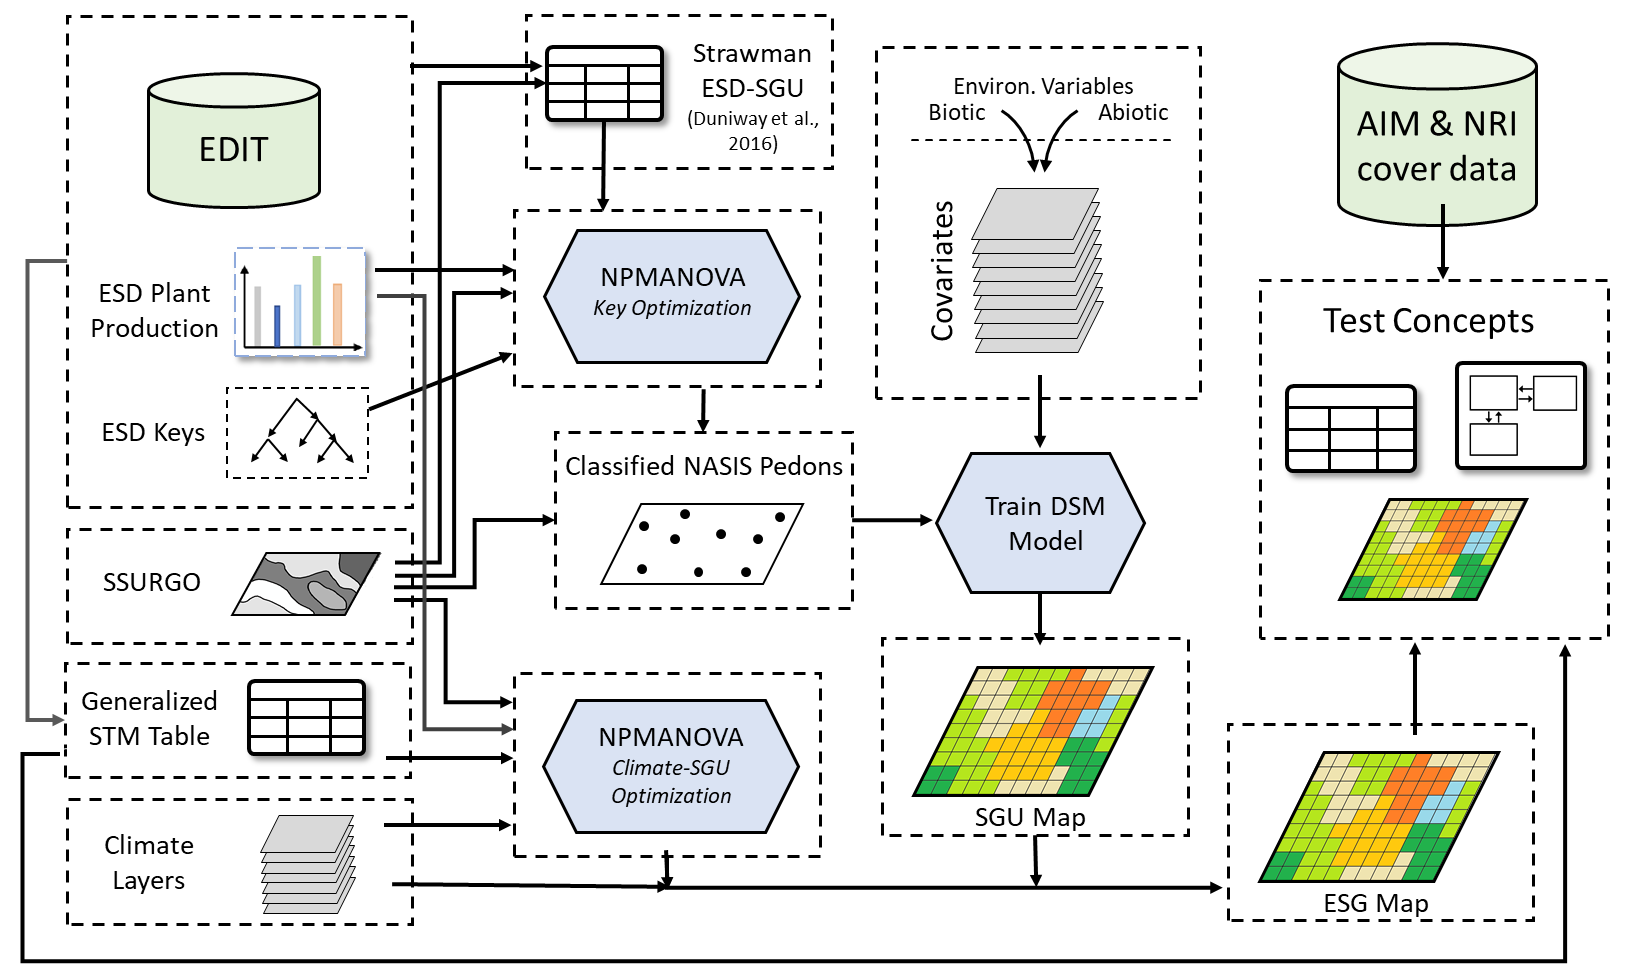 EDIT
ESD Plant
Production
ESD Keys
SSURGO
Generalized
STM Table
Climate
Layers
Strawman
ESD-SGU
(Duniway et al.,
2016)
NPMANOVA
Key Optimization
Classified NASIS Pedons
NPMANOVA
Climate-SGU
Optimization
Environ. Variables
Biotic
Abiotic
Covariates
Train DSM
Model
SGU Map
AIM & NRI
cover data
Test Concepts
ESG Map